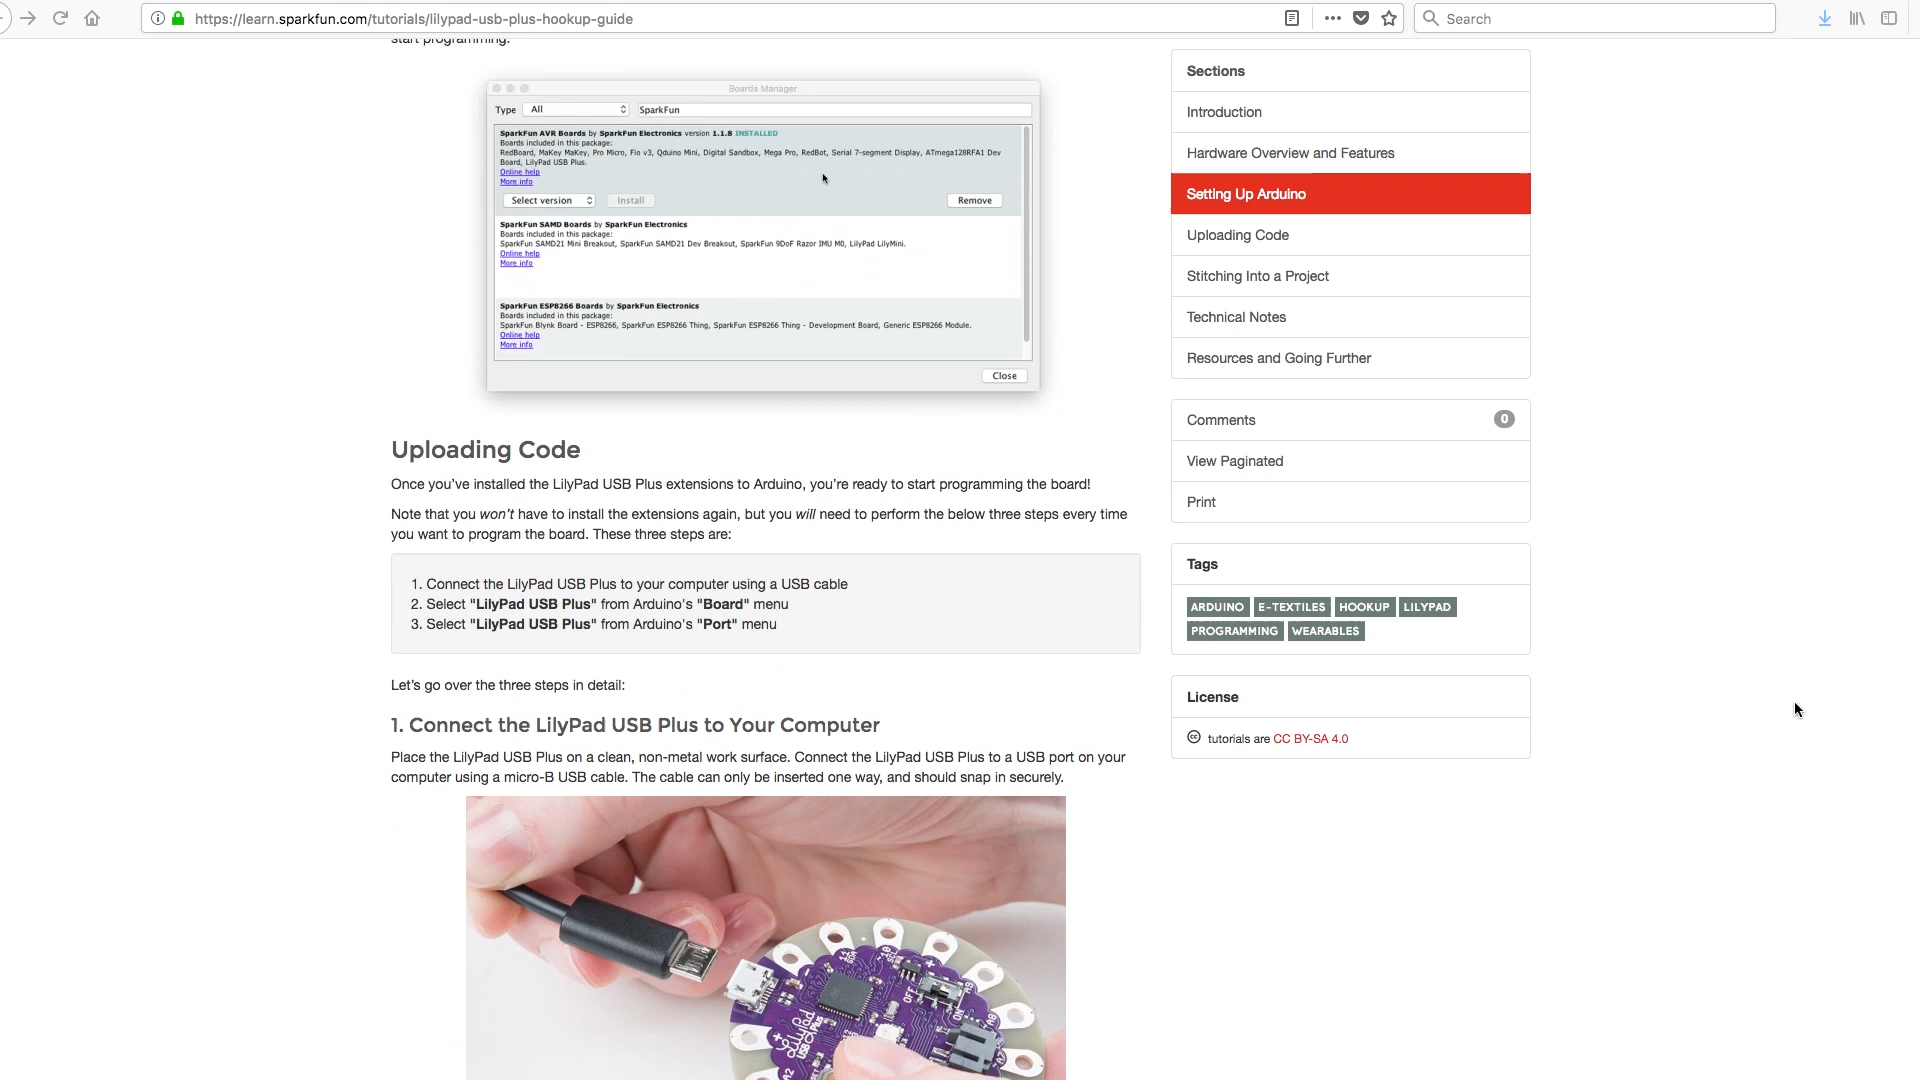 https://learn.sparkfun.com/tutorials/lilypad-usb-plus-hookup-guide
Search
start programming.
Boards Manager
Type All SparkFun
SparkFun AVR Boards by SparkFun Electronics version 1.1.8 INSTALLED
Boards included in this package:
RedBoard, MaKey MaKey, Pro Micro, Fio v3, Qduino Mini, Digital Sandbox, Mega Pro, RedBot, Serial 7-segment Display, ATmega128RFA1 Dev
Board, LilyPad USB Plus.
Online help
More info
Select version Install Remove
SparkFun SAMD Boards by SparkFun Electronics
Boards included in this package:
SparkFun SAMD21 Mini Breakout, SparkFun SAMD21 Dev Breakout, SparkFun 9DoF Razor IMU M0, LilyPad LilyMini.
Online help
More info
SparkFun ESP8266 Boards by SparkFun Electronics
Boards included in this package:
SparkFun Blynk Board - ESP8266, SparkFun ESP8266 Thing, SparkFun ESP8266 Thing - Development Board, Generic ESP8266 Module.
Online help
More info
Close
Uploading Code
Once you've installed the LilyPad USB Plus extensions to Arduino, you're ready to start programming the board!
Note that you won't have to install the extensions again, but you will need to perform the below three steps every time
you want to program the board. These three steps are:
1. Connect the LilyPad USB Plus to your computer using a USB cable
2. Select "LilyPad USB Plus" from Arduino's "Board" menu
3. Select "LilyPad USB Plus" from Arduino's "Port" menu
Let's go over the three steps in detail:
1. Connect the LilyPad USB Plus to Your Computer
Place the LilyPad USB Plus on a clean, non-metal work surface. Connect the LilyPad USB Plus to a USB port on your
computer using a micro-B USB cable. The cable can only be inserted one way, and should snap in securely.
11
SDA
10
SCL
+
OFF
ON
A9
A8
A7
LilyPad
USB Plus
A2
Sections
Introduction
Hardware Overview and Features
Setting Up Arduino
Uploading Code
Stitching Into a Project
Technical Notes
Resources and Going Further
Comments 0
View Paginated
Print
Tags
ARDUINO E-TEXTILES HOOKUP LILYPAD
PROGRAMMING WEARABLES
License
tutorials are CC BY-SA 4.0